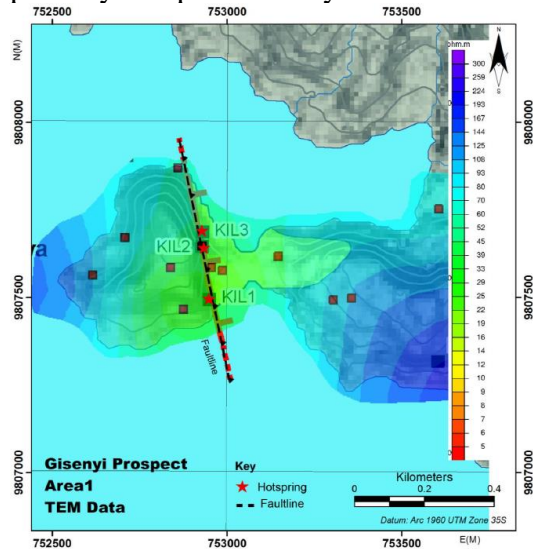 752500 753000 753500
N(M)
ohm.m
N
S
300
259
224
193
167
144
125
106
93
80
70
60
52
45
39
33
29
25
22
19
16
14
12
10
9
8
7
6
5
9808000
9807500
9807000
KIL3
KIL2
KIL1
Faultline
Gisenyi Prospect
Area1
TEM Data
Key
Hotspring
Faultline
Kilometers
0 0.2 0.4
Datum: Arc 1960 UTM Zone 35S
752500 753000 753500
E(M)